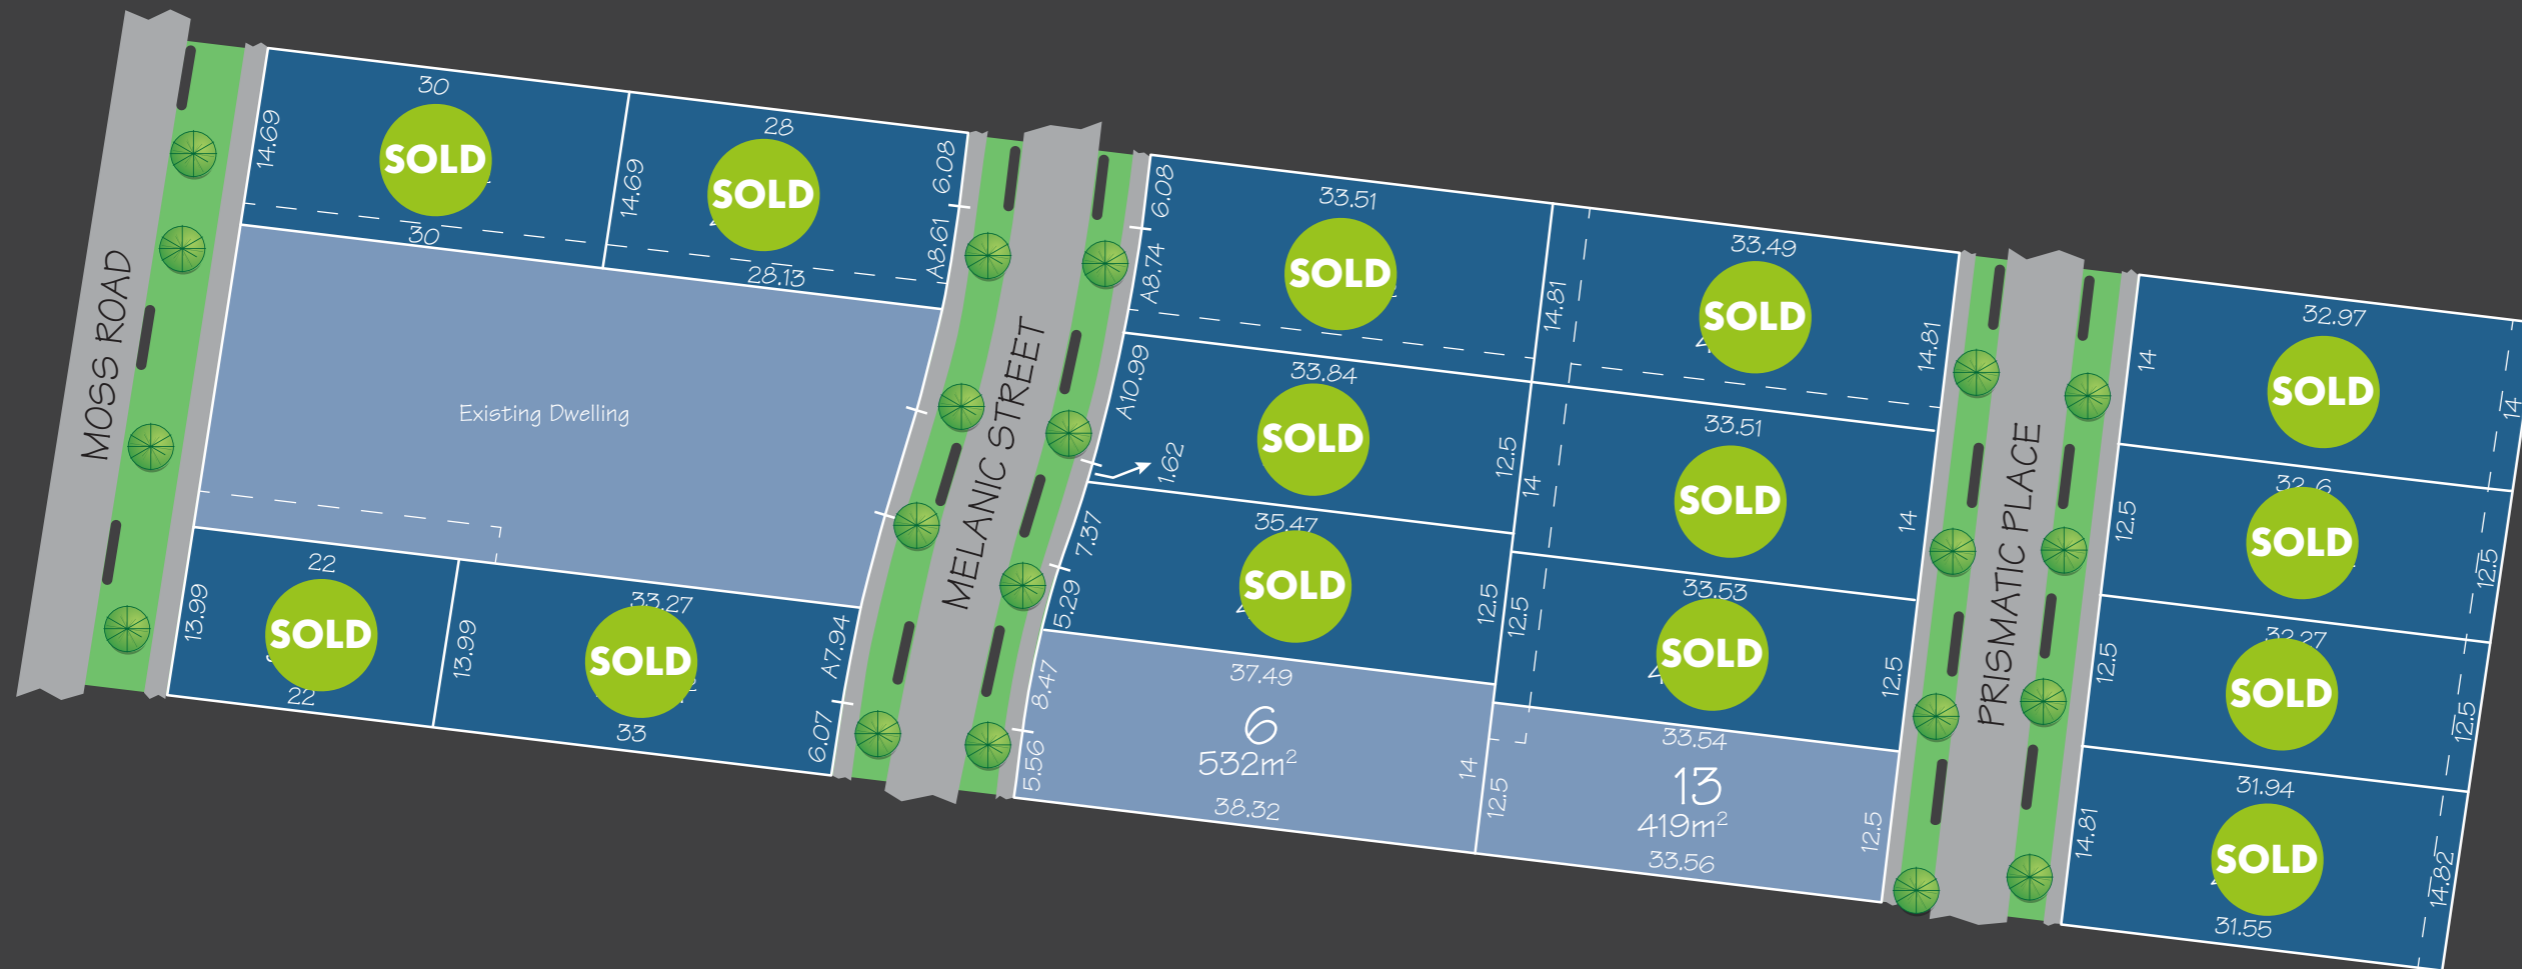 MOSS ROAD
14.69
30
SOLD
30
14.69
28
SOLD
28.13
6.08
A8.61
Existing Dwelling
13.99
22
SOLD
22
13.99
33.27
SOLD
33
A7.94
6.07
MELANIC STREET
6.08
A8.74
33.51
SOLD
14.81
A10.99
1.62
33.84
SOLD
12.5
7.37
5.29
35.47
SOLD
12.5
8.47
5.56
37.49
6
532m²
38.32
14
33.49
SOLD
14.81
14
33.51
SOLD
14
12.5
33.53
SOLD
12.5
33.54
13
419m²
33.56
12.5
12.5
PRISMATIC PLACE
14
32.97
SOLD
14
12.5
SOLD
12.5
12.5
32.27
SOLD
12.5
14.81
31.94
SOLD
31.55
14.82